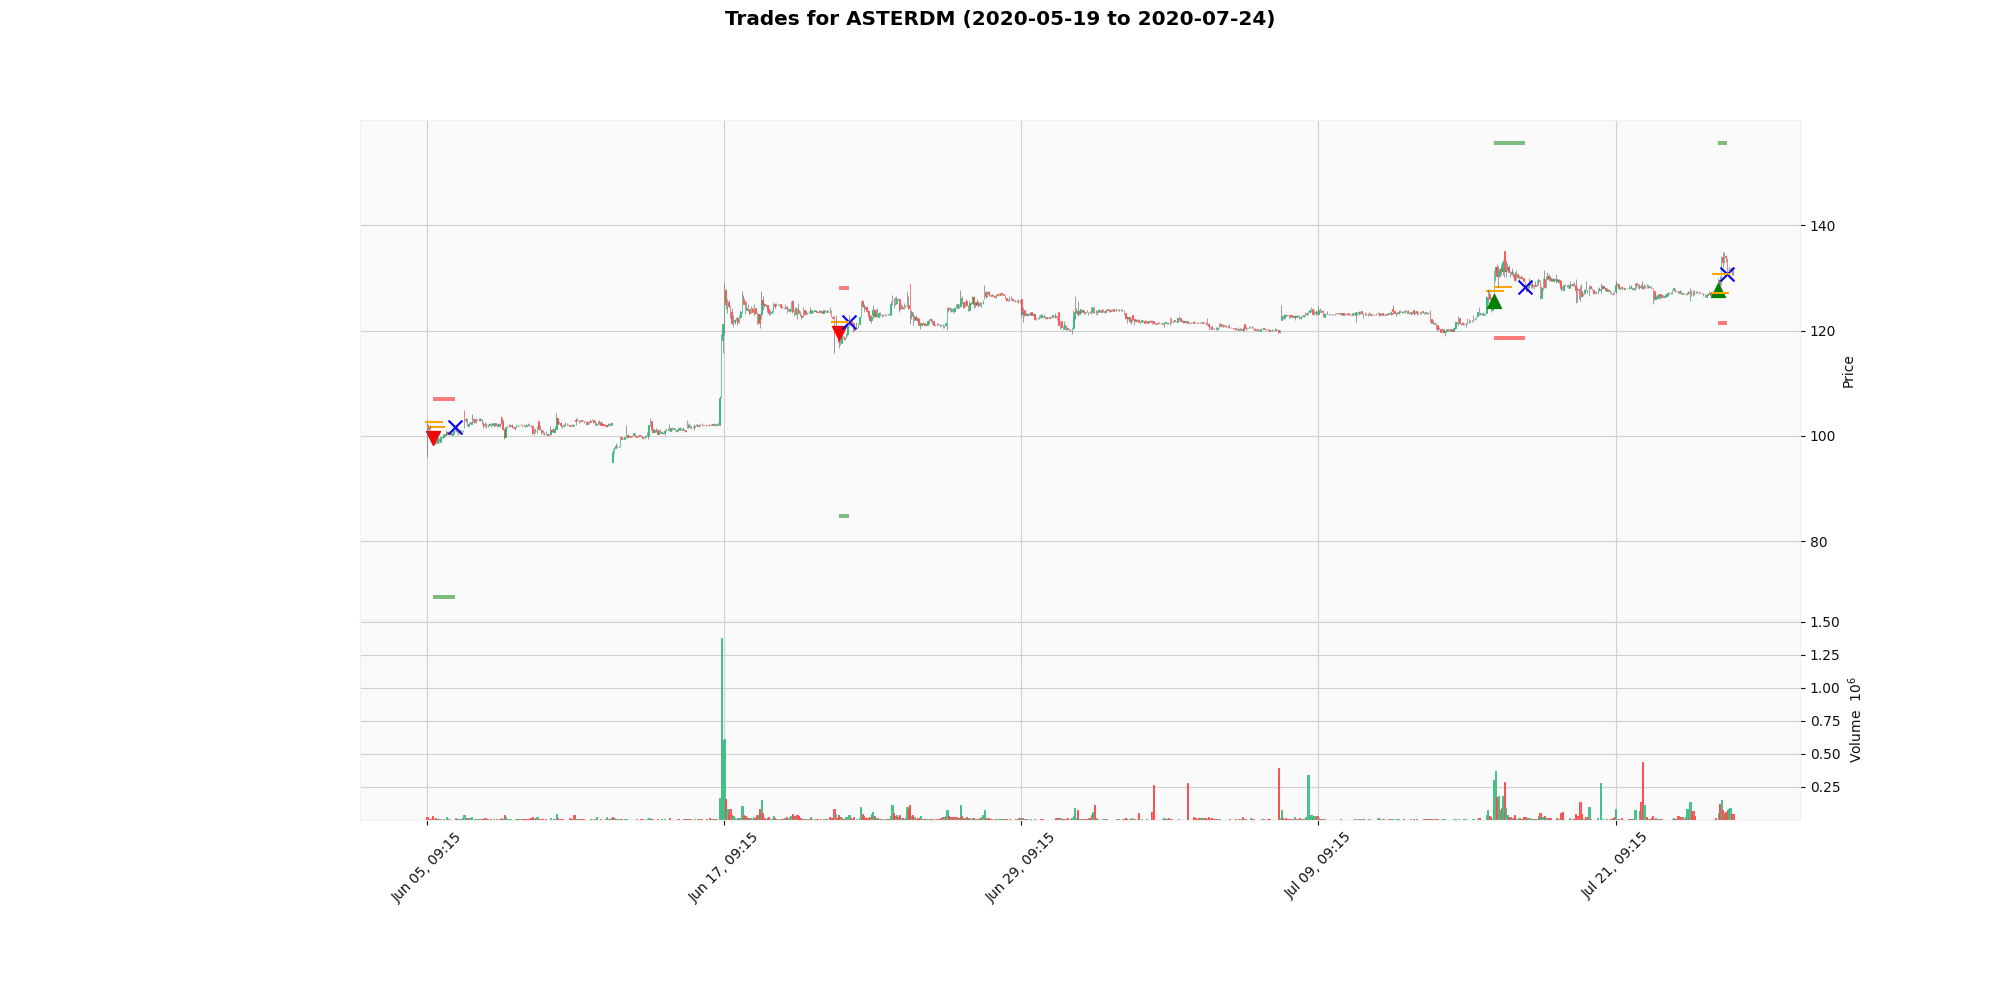 Trades for ASTERDM (2020-05-19 to 2020-07-24)
140
120
100
80
Price
1.50
1.25
1.00
0.75
0.50
0.25
Volume 10⁶
Jun 05, 09:15
Jun 17, 09:15
Jun 29, 09:15
Jul 09, 09:15
Jul 21, 09:15